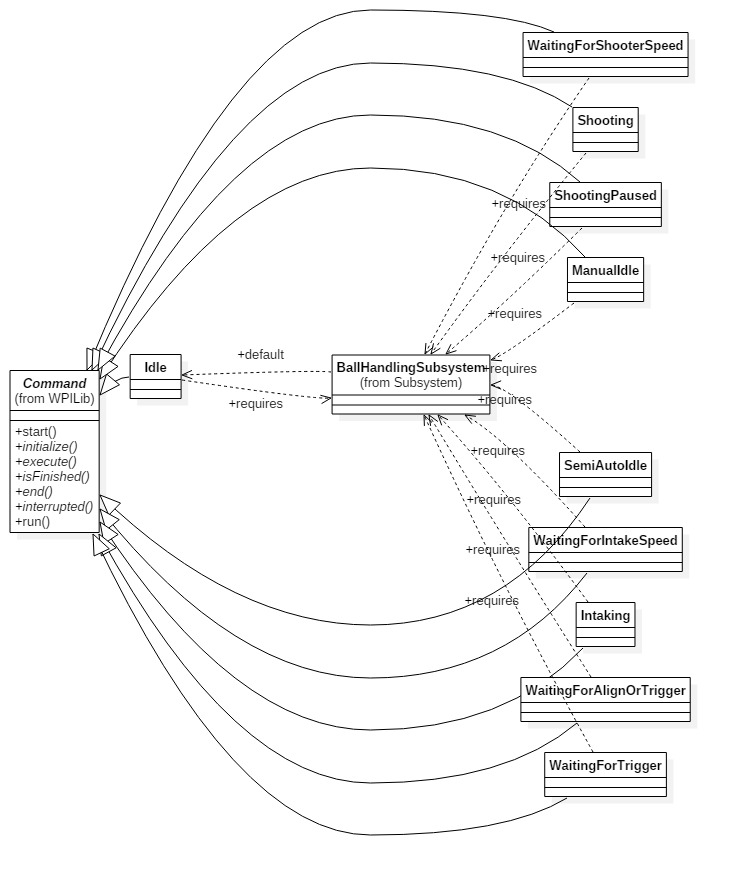 WaitingForShooterSpeed
Shooting
ShootingPaused
+requires
+requires
ManualIdle
+requires
Idle
+default
BallHandlingSubsystem
+requires
(from Subsystem)
+requires
+requires
Command
(from WPILib)
+start()
+initialize()
+execute()
+isFinished()
+end()
+interrupted()
+run()
+requires
SemiAutoIdle
+requires
WaitingForIntakeSpeed
+requires
+requires
Intaking
WaitingForAlignOrTrigger
WaitingForTrigger